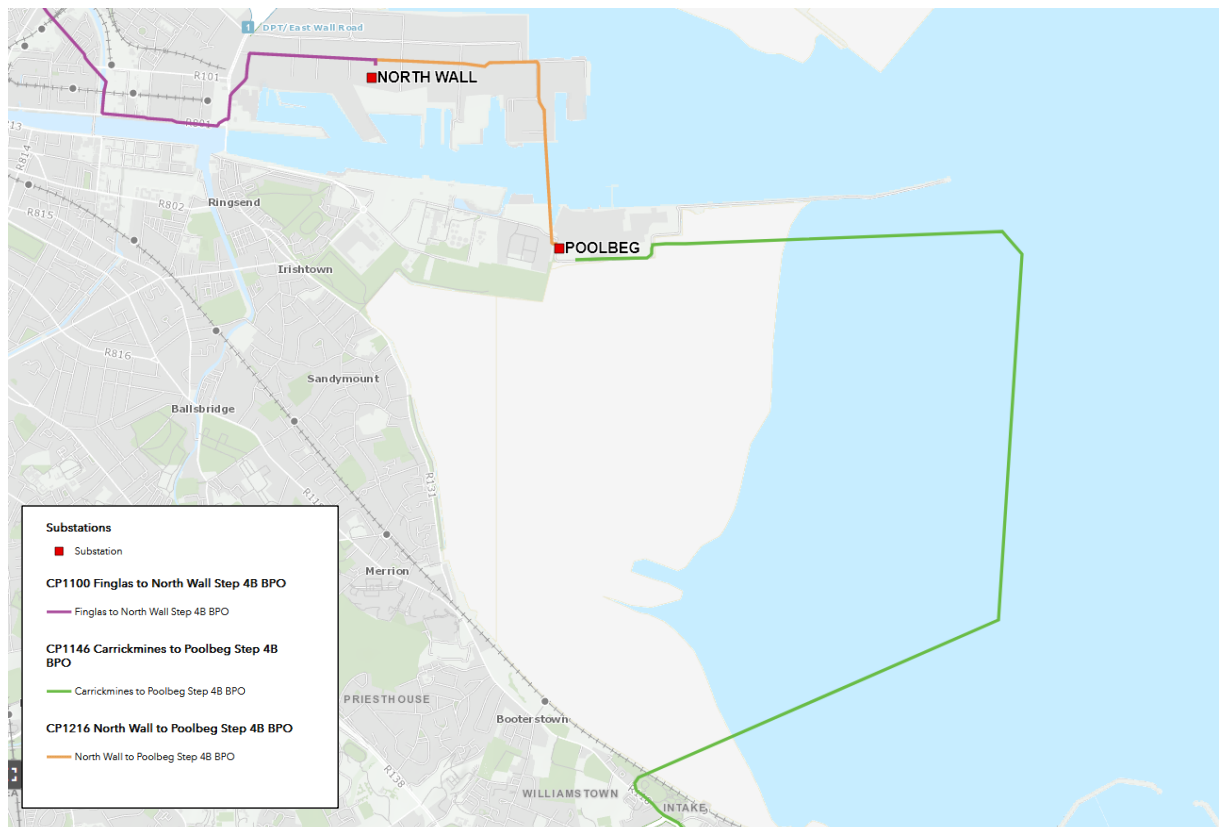 1 DPT/East Wall Road
R101
NORTH WALL
R801
R814
R802
Ringsend
R815
POOLBEG
Irishtown
R816
Sandymount
Ballsbridge
R131
R118
Substations
Substation
Merrion
CP1100 Finglas to North Wall Step 4B BPO
Finglas to North Wall Step 4B BPO
CP1146 Carrickmines to Poolbeg Step 4B
BPO
Carrickmines to Poolbeg Step 4B BPO
PRIESTHOUSE
Booterstown
CP1216 North Wall to Poolbeg Step 4B BPO
North Wall to Poolbeg Step 4B BPO
R138
WILLIAMSTOWN
INTAKE